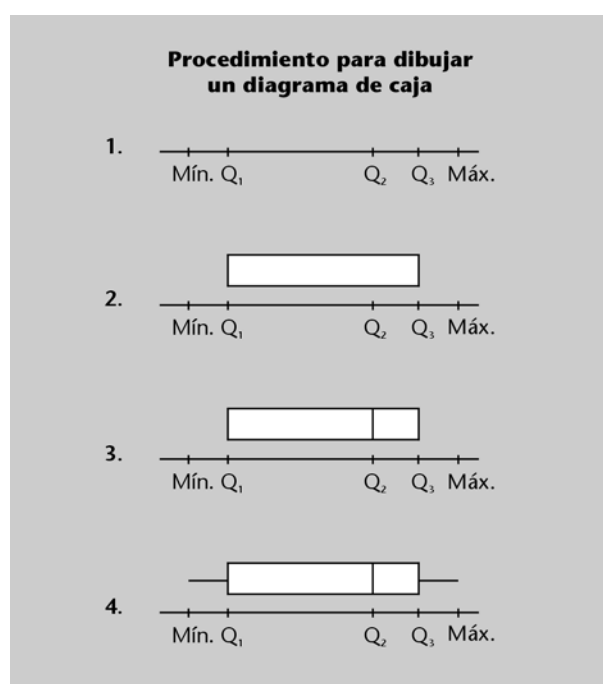 Procedimiento para dibujar
un diagrama de caja
1.
Mín. Q₁ Q₂ Q₃ Máx.
2.
Mín. Q₁ Q₂ Q₃ Máx.
3.
Mín. Q₁ Q₂ Q₃ Máx.
4.
Mín. Q₁ Q₂ Q₃ Máx.